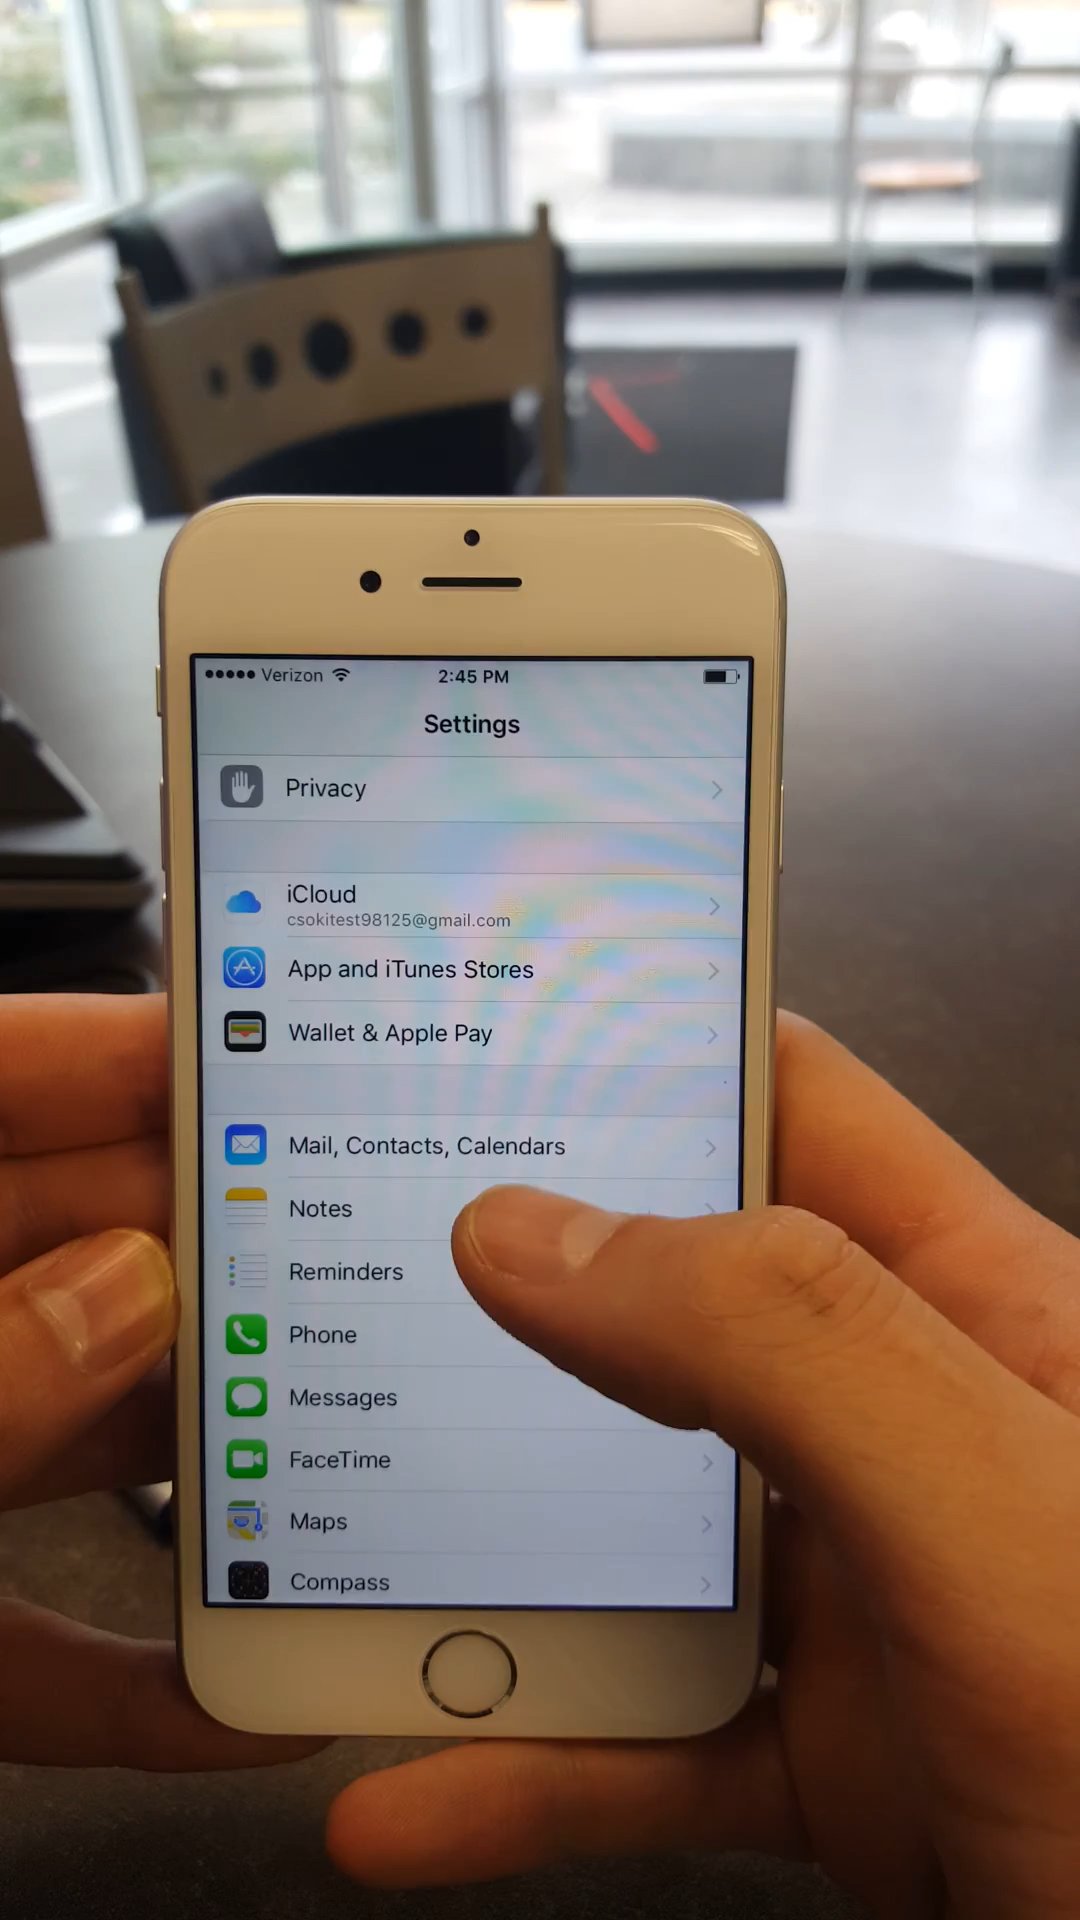 Verizon 2:45 PM
Settings
Privacy
iCloud
csokitest98125@gmail.com
App and iTunes Stores
Wallet & Apple Pay
Mail, Contacts, Calendars
Notes
Reminders
Phone
Messages
FaceTime
Maps
Compass